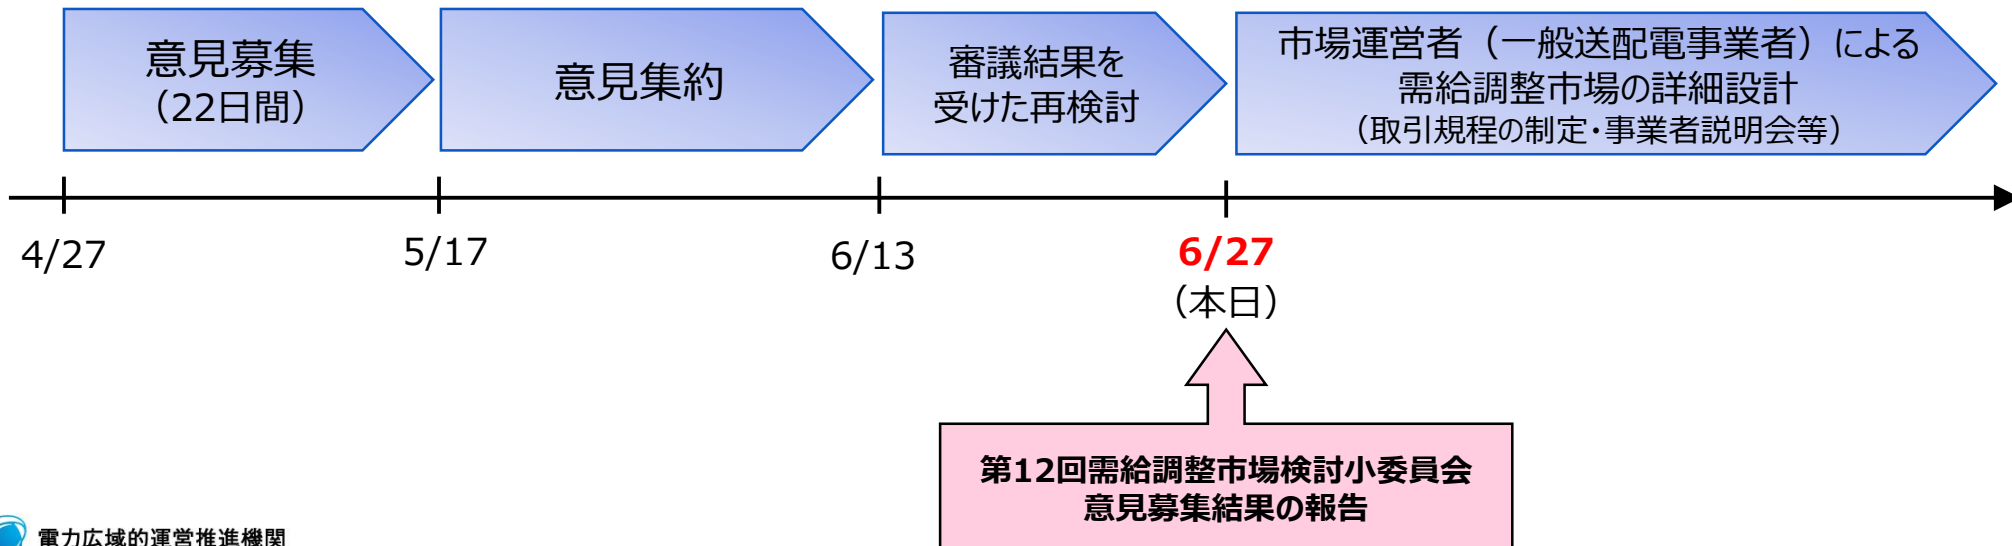 意見募集
（22日間）
意見集約
審議結果を
受けた再検討
市場運営者（一般送配電事業者）による
需給調整市場の詳細設計
（取引規程の制定・事業者説明会等）
4/27
5/17
6/13
6/27
（本日）
第12回需給調整市場検討小委員会
意見募集結果の報告
電力広域的運営推進機関